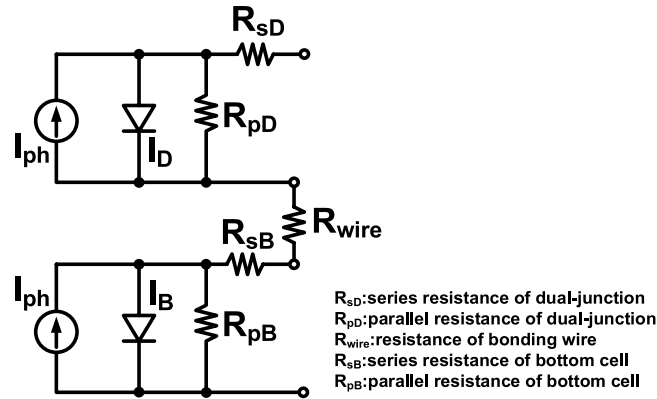 RsD
Iph
ID
RpD
Rwire
RsB
Iph
IB
RpB
RsD:series resistance of dual-junction
RpD:parallel resistance of dual-junction
Rwire:resistance of bonding wire
RsB:series resistance of bottom cell
RpB:parallel resistance of bottom cell